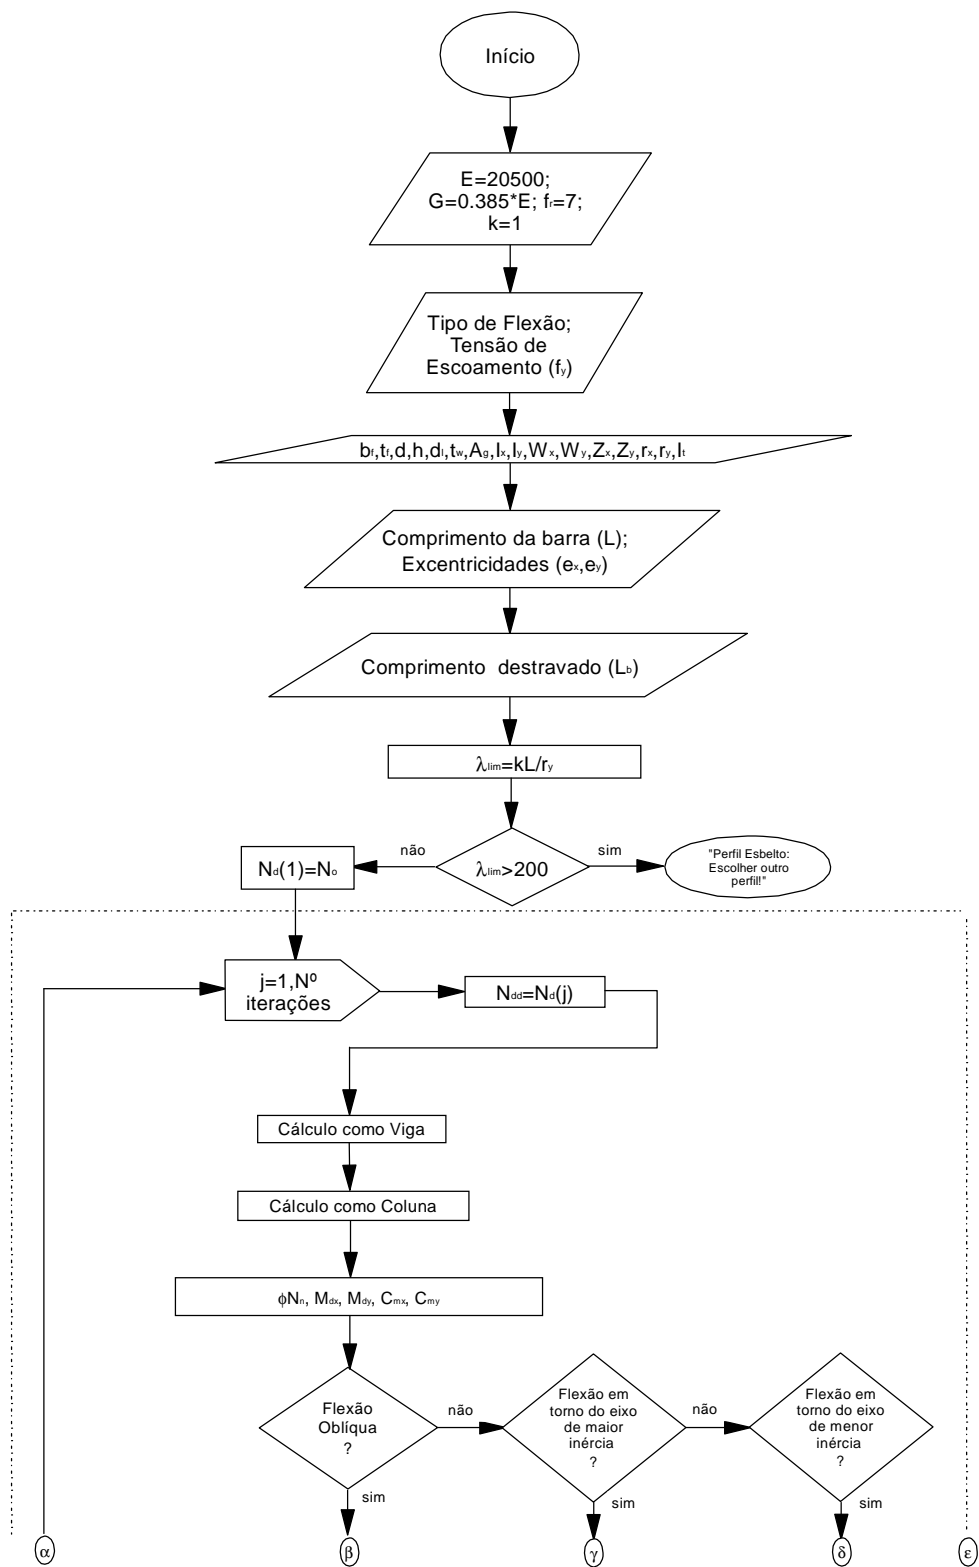 Início
E=20500;
G=0.385*E; fr=7;
k=1
Tipo de Flexão;
Tensão de
Escoamento (fy)
bf,tf,d,h,dl,tw,Ag,Ix,Iy,Wx,Wy,Zx,Zy,rx,ry,It
Comprimento da barra (L);
Excentricidades (ex,ey)
Comprimento destravado (Lb)
λlim=kL/ry
λlim>200
não
sim
Nd(1)=No
"Perfil Esbelto:
Escolher outro
perfil!"
j=1,Nº
iterações
Ndd=Nd(j)
Cálculo como Viga
Cálculo como Coluna
ϕNn, Mdx, Mdy, Cmx, Cmy
Flexão
Oblíqua
?
não
sim
Flexão em
torno do eixo
de maior
inércia
?
não
sim
Flexão em
torno do eixo
de menor
inércia
?
sim
α
β
γ
δ
ε